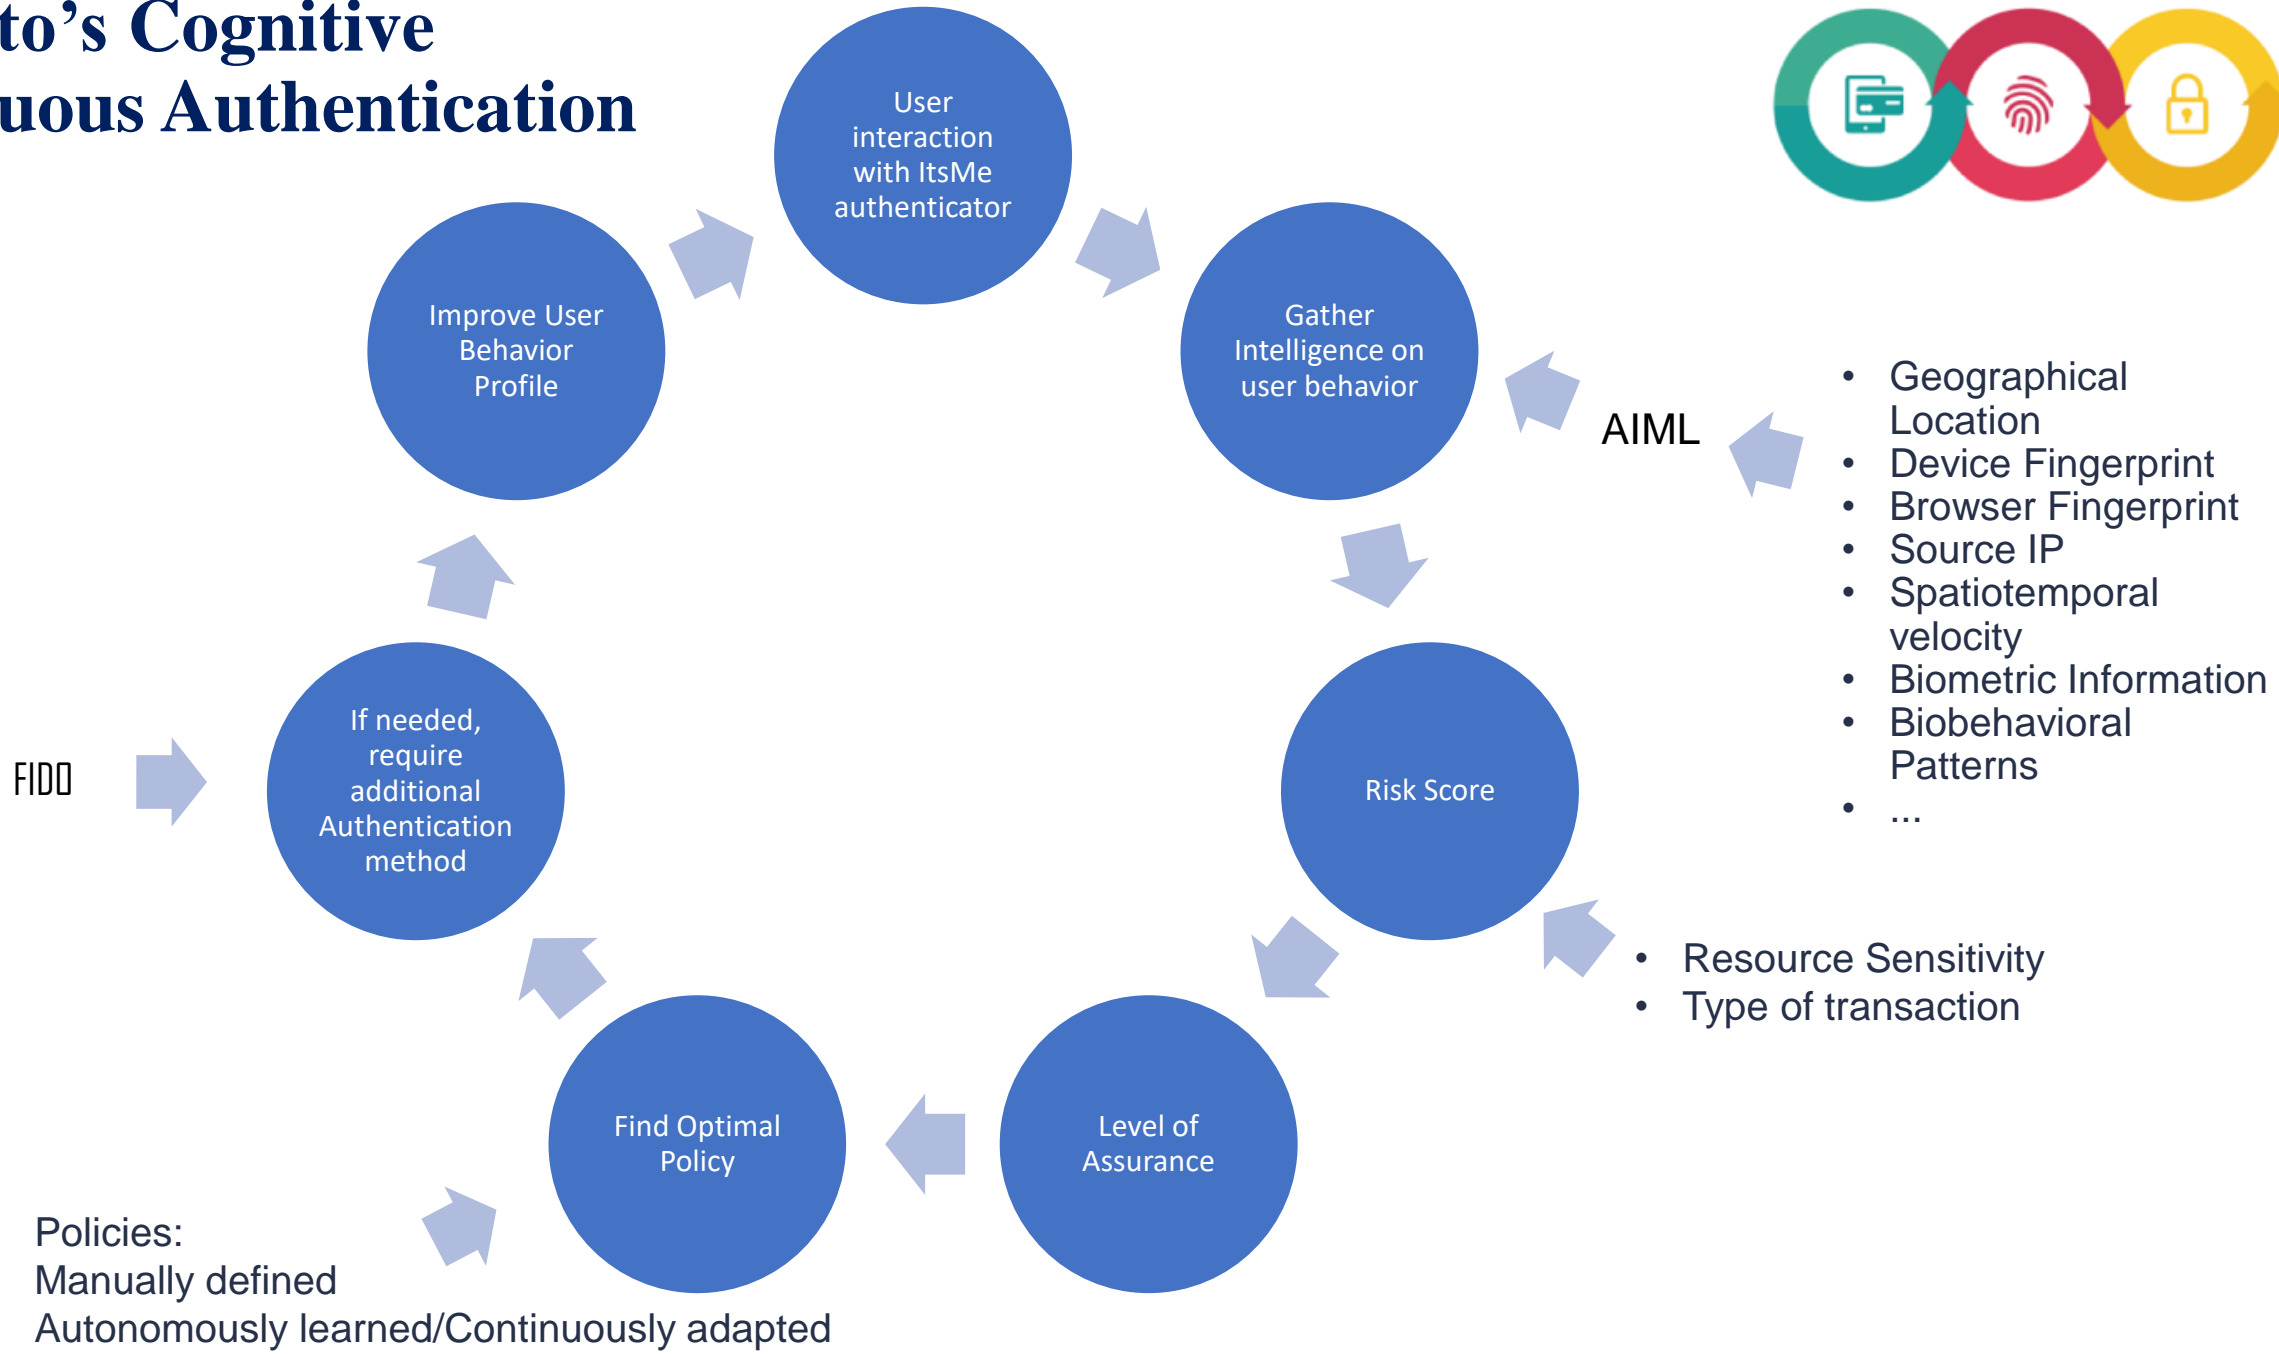 to’s Cognitive
uous Authentication
User
interaction
with ItsMe
authenticator
Gather
Intelligence on
user behavior
AIML
• Geographical
Location
• Device Fingerprint
• Browser Fingerprint
• Source IP
• Spatiotemporal
velocity
• Biometric Information
• Biobehavioral
Patterns
• ...
Risk Score
• Resource Sensitivity
• Type of transaction
Level of
Assurance
Find Optimal
Policy
Policies:
Manually defined
Autonomously learned/Continuously adapted
If needed,
require
additional
Authentication
method
FIDO
Improve User
Behavior
Profile